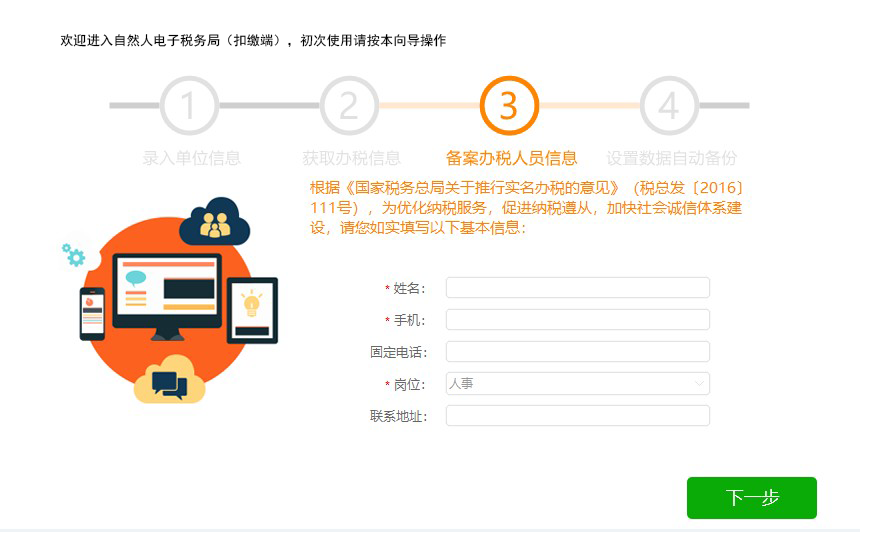 欢迎进入自然人电子税务局（扣缴端），初次使用请按本向导操作
1
2
3
4
录入单位信息
获取办税信息
备案办税人员信息
设置数据自动备份
根据《国家税务总局关于推行实名办税的意见》（税总发〔2016〕
111号），为优化纳税服务，促进纳税遵从，加快社会诚信体系建
设，请您如实填写以下基本信息：
* 姓名：
* 手机：
固定电话：
* 岗位： 人事
联系地址：
下一步